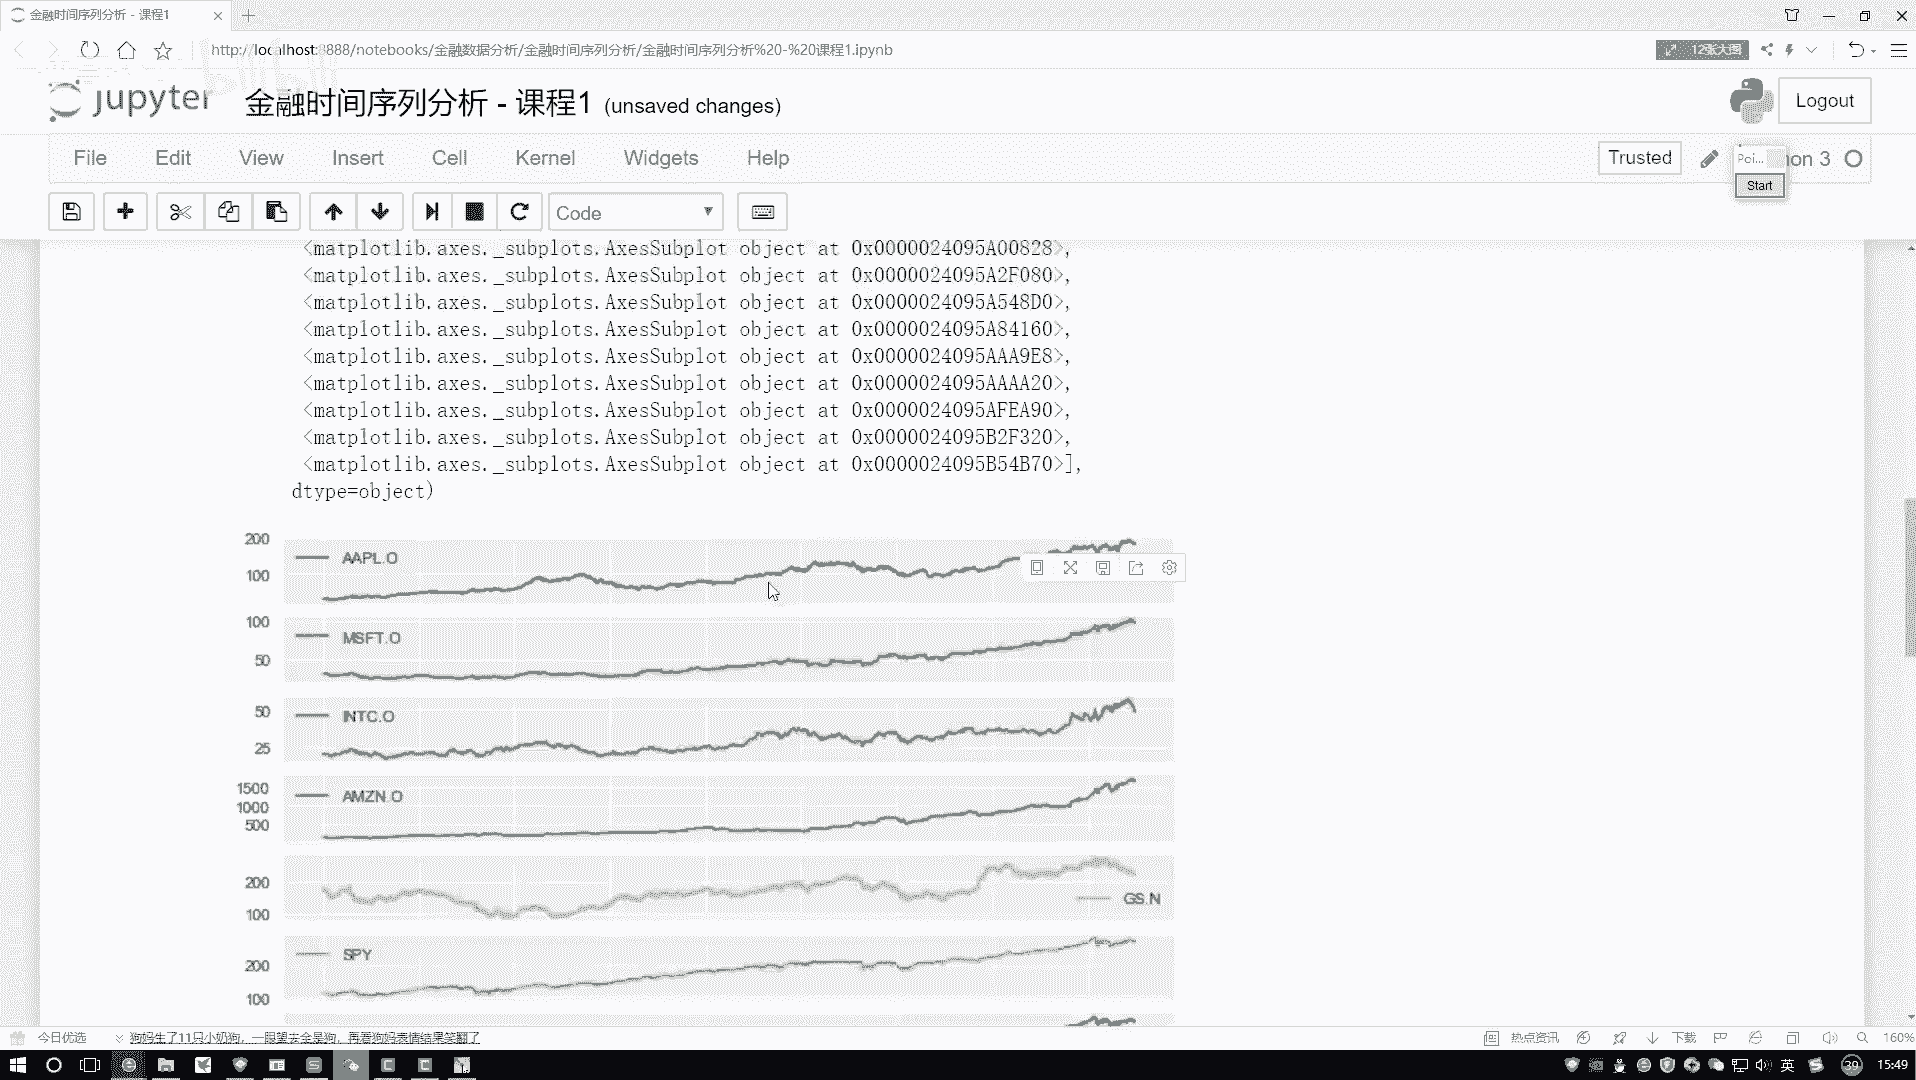 金融时间序列分析 - 课程1
http://localhost:8888/notebooks/金融数据分析/金融时间序列分析/金融时间序列分析%20-%20课程1.ipynb
12张大图
bilibili
jupyter 金融时间序列分析 - 课程1 (unsaved changes)
Logout
File Edit View Insert Cell Kernel Widgets Help
Trusted
Poi... hon 3
Start
Code
<matplotlib.axes._subplots.AxesSubplot object at 0x0000024095A00828>,
<matplotlib.axes._subplots.AxesSubplot object at 0x0000024095A2F080>,
<matplotlib.axes._subplots.AxesSubplot object at 0x0000024095A548D0>,
<matplotlib.axes._subplots.AxesSubplot object at 0x0000024095A84160>,
<matplotlib.axes._subplots.AxesSubplot object at 0x0000024095AAA9E8>,
<matplotlib.axes._subplots.AxesSubplot object at 0x0000024095AAAA20>,
<matplotlib.axes._subplots.AxesSubplot object at 0x0000024095AFEA90>,
<matplotlib.axes._subplots.AxesSubplot object at 0x0000024095B2F320>,
<matplotlib.axes._subplots.AxesSubplot object at 0x0000024095B54B70>],
dtype=object)
200
AAPL.O
100
100
MSFT.O
50
50
INTC.O
25
1500
AMZN.O
1000
500
200
GS.N
100
SPY
200
100
今日优选
狗妈生了11只小奶狗，一眼望去全是狗，再看狗妈表情结果笑翻了
热点资讯
下载
160%
英
39
15:49